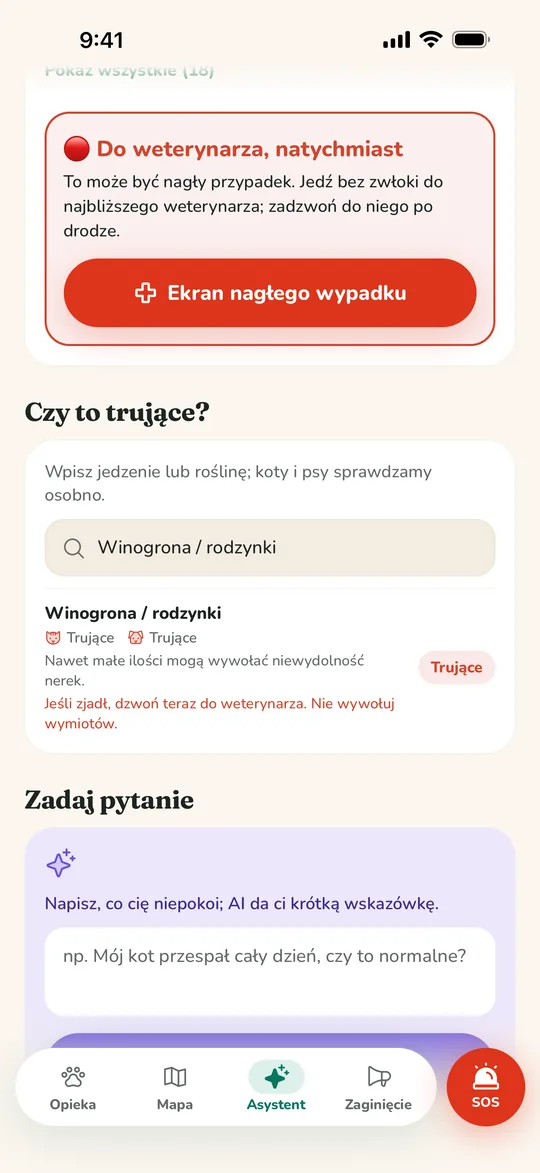 9:41
Pokaż wszystkie (18)
Do weterynarza, natychmiast
To może być nagły przypadek. Jedź bez zwłoki do
najbliższego weterynarza; zadzwoń do niego po
drodze.
Ekran nagłego wypadku
Czy to trujące?
Wpisz jedzenie lub roślinę; koty i psy sprawdzamy
osobno.
Winogrona / rodzynki
Winogrona / rodzynki
Trujące Trujące
Nawet małe ilości mogą wywołać niewydolność
nerek.
Trujące
Jeśli zjadł, dzwoń teraz do weterynarza. Nie wywołuj
wymiotów.
Zadaj pytanie
Napisz, co cię niepokoi; AI da ci krótką wskazówkę.
np. Mój kot przespał cały dzień, czy to normalne?
Opieka
Mapa
Asystent
Zaginięcie
SOS